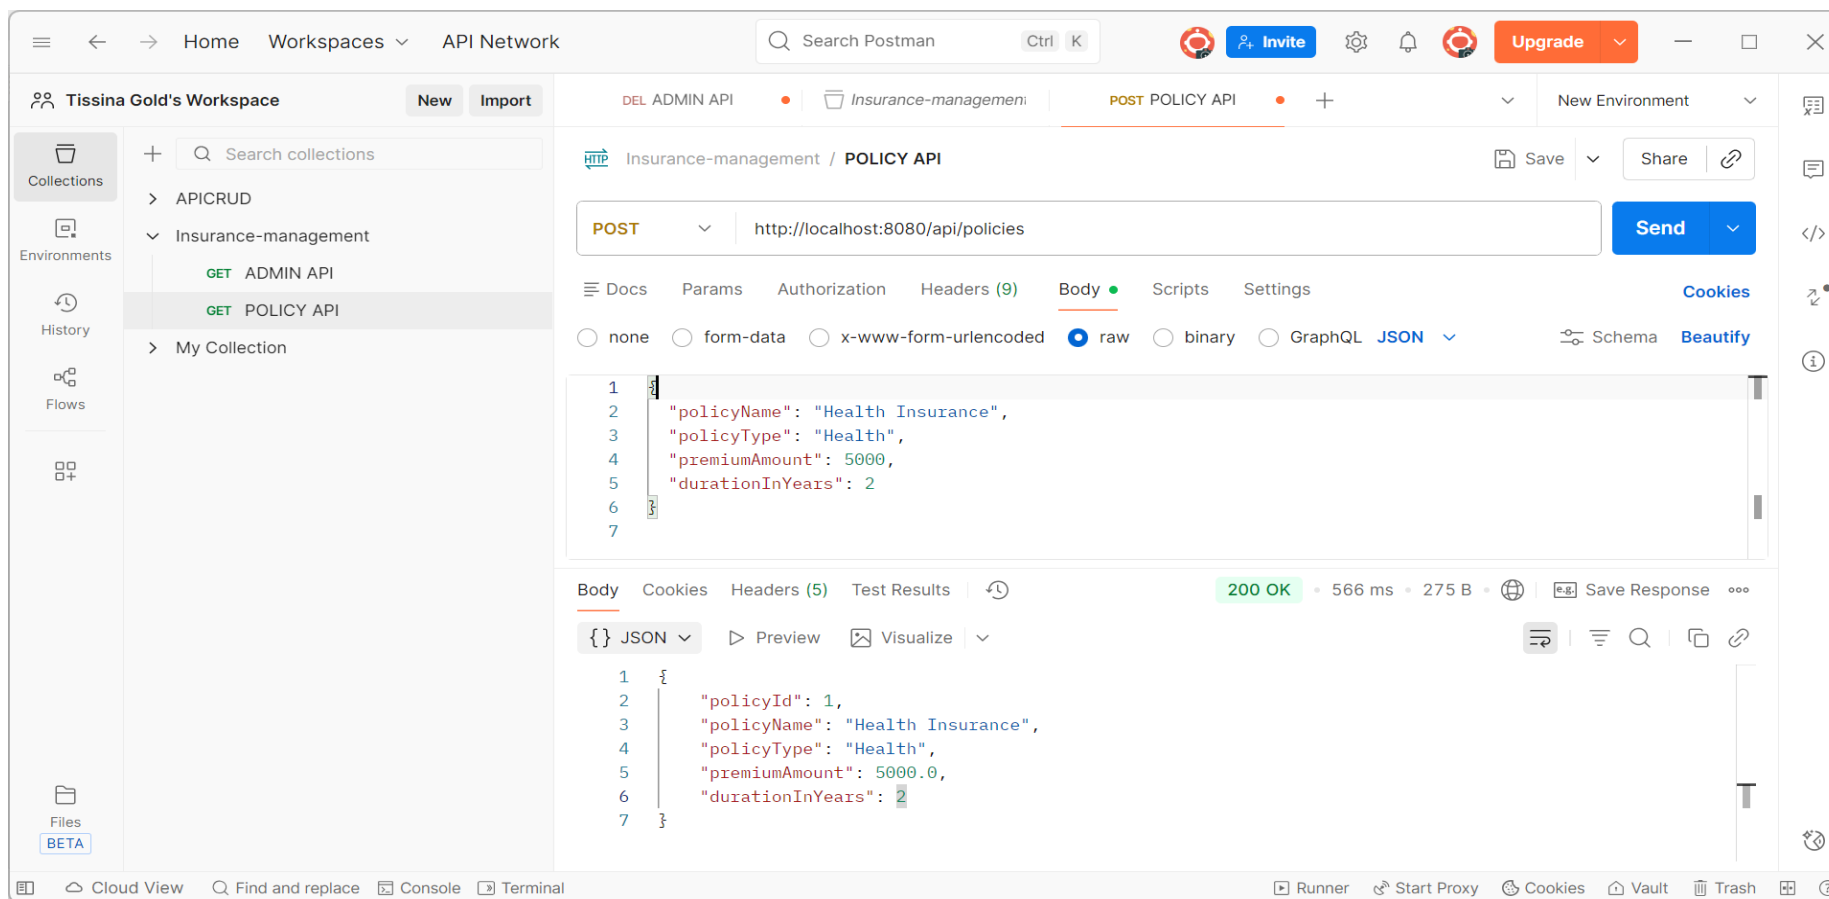 Home Workspaces API Network Search Postman Ctrl K Invite Upgrade
Tissina Gold's Workspace New Import
DEL ADMIN API Insurance-management POST POLICY API New Environment
Collections
Environments
History
Flows
Files
BETA
Search collections
APICRUD
Insurance-management
GET ADMIN API
GET POLICY API
My Collection
HTTP Insurance-management / POLICY API Save Share
POST http://localhost:8080/api/policies Send
Docs Params Authorization Headers (9) Body Scripts Settings Cookies
none form-data x-www-form-urlencoded raw binary GraphQL JSON Schema Beautify
1 {
2 "policyName": "Health Insurance",
3 "policyType": "Health",
4 "premiumAmount": 5000,
5 "durationInYears": 2
6 }
7
Body Cookies Headers (5) Test Results 200 OK • 566 ms • 275 B • e.g. Save Response
{} JSON Preview Visualize
1 {
2 "policyId": 1,
3 "policyName": "Health Insurance",
4 "policyType": "Health",
5 "premiumAmount": 5000.0,
6 "durationInYears": 2
7 }
Cloud View Find and replace Console Terminal Runner Start Proxy Cookies Vault Trash